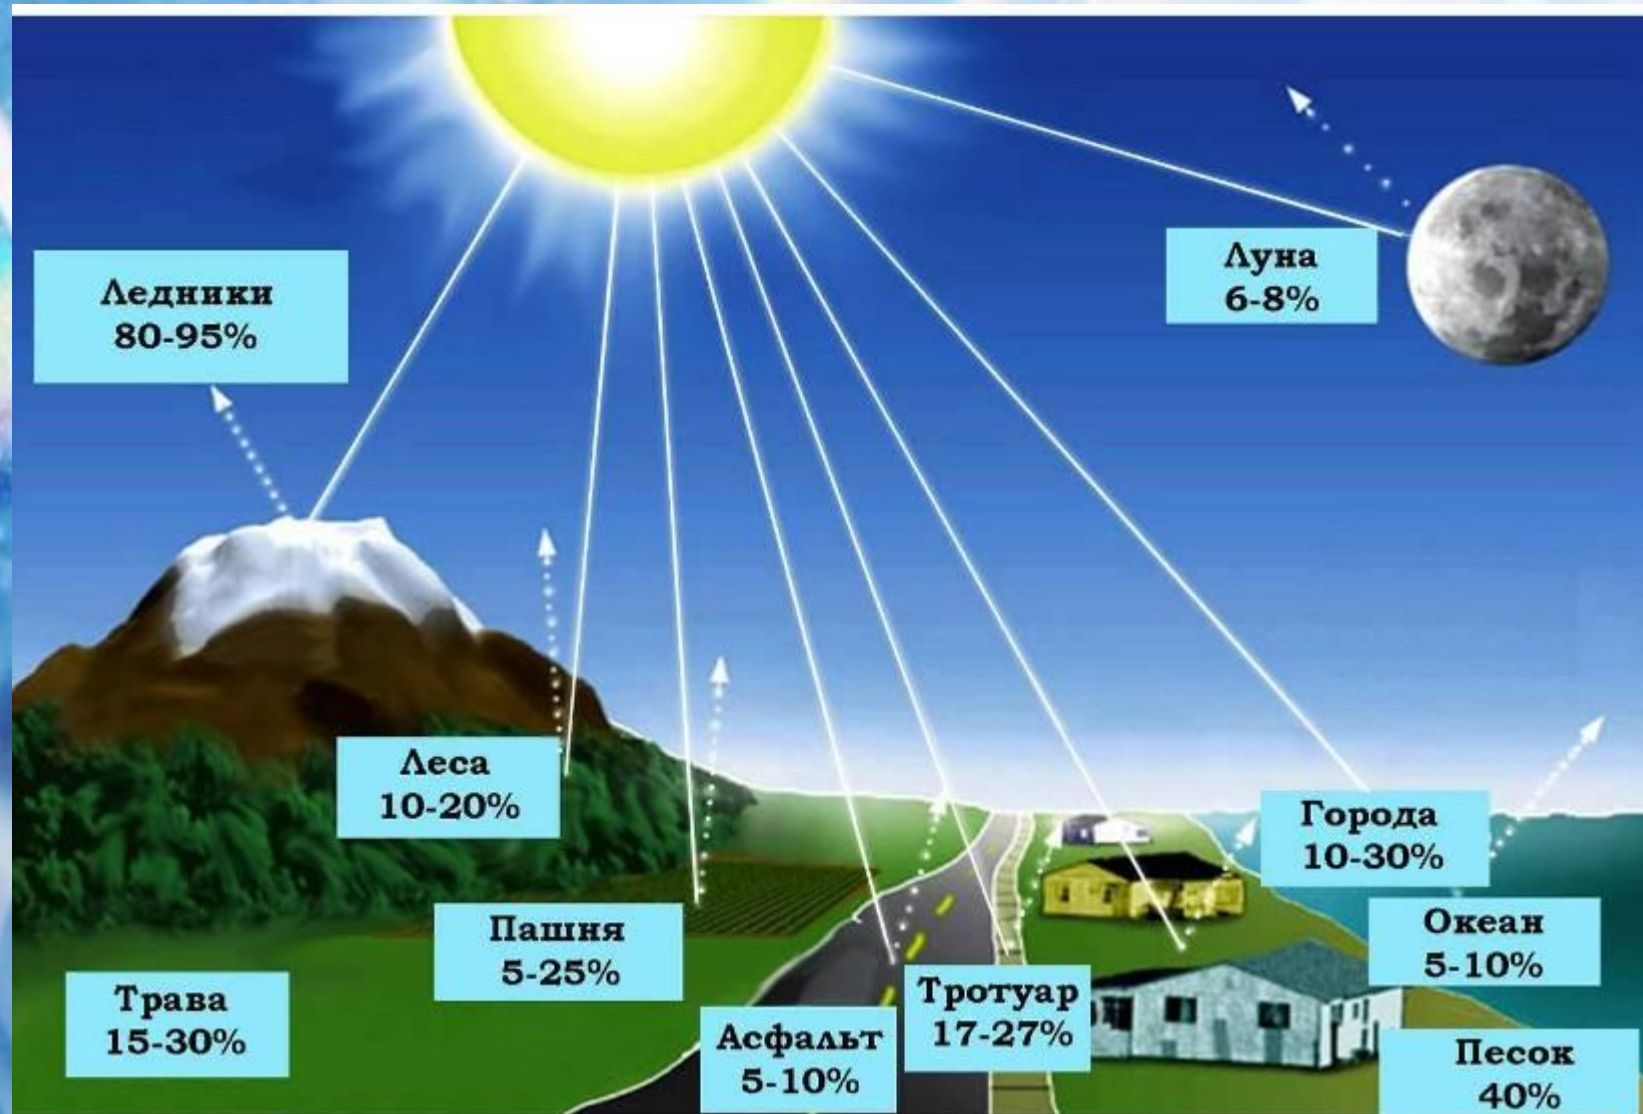 Ледники
80-95%
Луна
6-8%
Леса
10-20%
Города
10-30%
Пашня
5-25%
Океан
5-10%
Трава
15-30%
Тротуар
17-27%
Асфальт
5-10%
Песок
40%